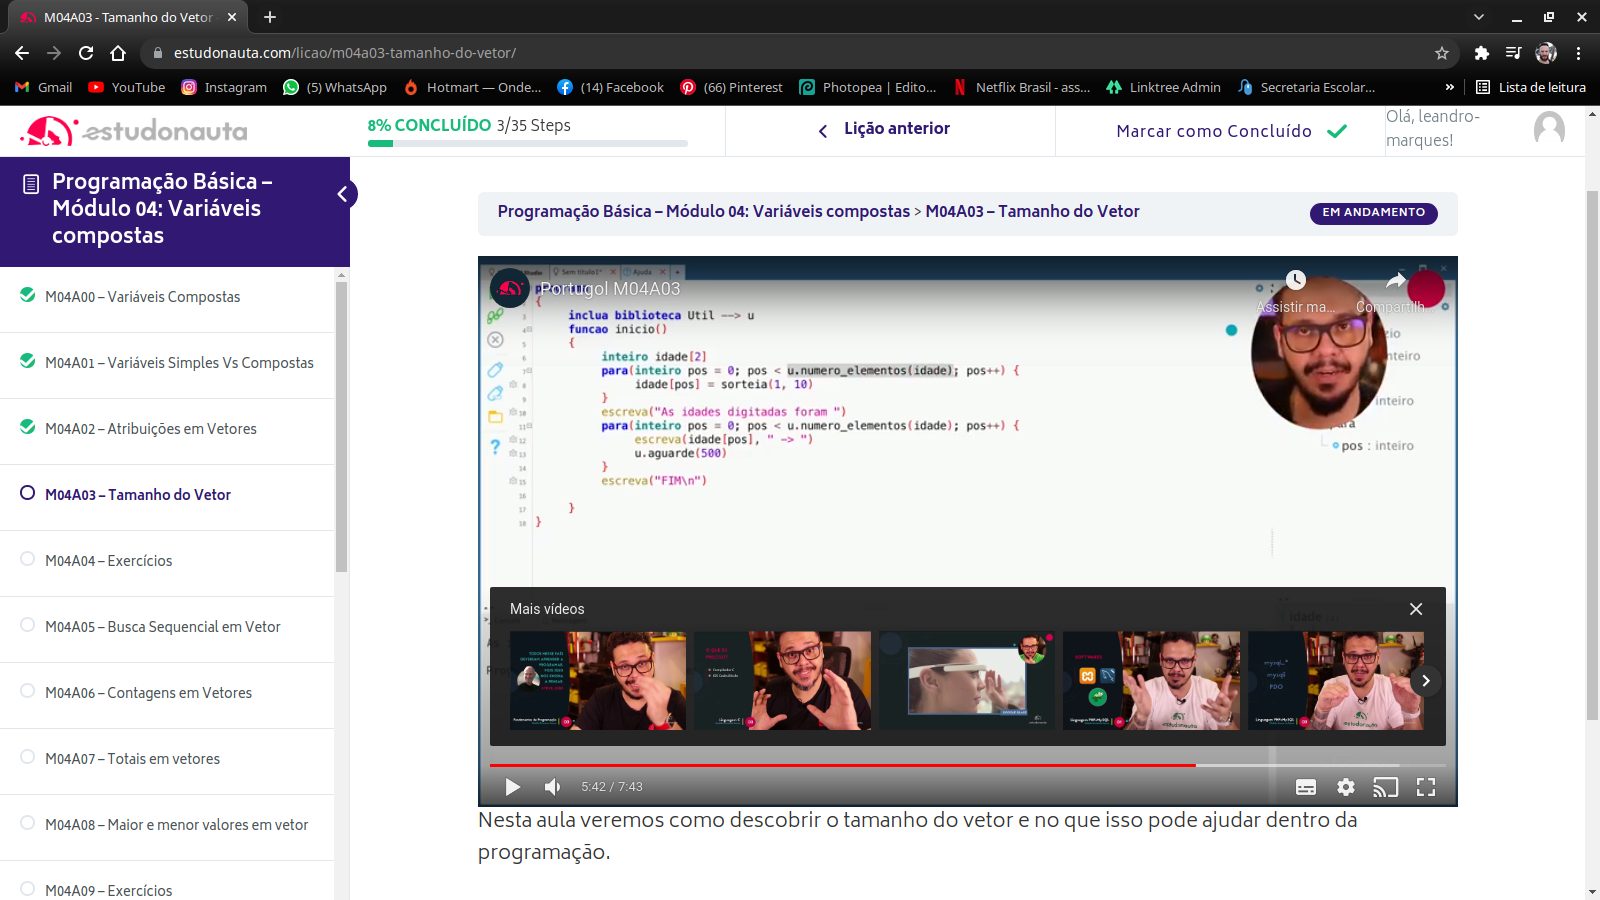 M04A03 - Tamanho do Vetor
estudonauta.com/licao/m04a03-tamanho-do-vetor/
Gmail
YouTube
Instagram
(5) WhatsApp
Hotmart — Onde...
(14) Facebook
(66) Pinterest
Photopea | Edito...
Netflix Brasil - ass...
Linktree Admin
Secretaria Escolar...
»
Lista de leitura
estudonauta
8% CONCLUÍDO 3/35 Steps
Lição anterior
Marcar como Concluído
Olá, leandro-
marques!
Programação Básica –
Módulo 04: Variáveis
compostas
M04A00 – Variáveis Compostas
M04A01 – Variáveis Simples Vs Compostas
M04A02 – Atribuições em Vetores
M04A03 – Tamanho do Vetor
M04A04 – Exercícios
M04A05 – Busca Sequencial em Vetor
M04A06 – Contagens em Vetores
M04A07 – Totais em vetores
M04A08 – Maior e menor valores em vetor
M04A09 – Exercícios
Programação Básica – Módulo 04: Variáveis compostas > M04A03 – Tamanho do Vetor
EM ANDAMENTO
Sem título1*
Ajuda
Portugol M04A03
Assistir ma...
Compartilh...
{
inclua biblioteca Util --> u
funcao inicio()
{
inteiro idade[2]
para(inteiro pos = 0; pos < u.numero_elementos(idade); pos++) {
idade[pos] = sorteia(1, 10)
}
escreva("As idades digitadas foram ")
para(inteiro pos = 0; pos < u.numero_elementos(idade); pos++) {
escreva(idade[pos], " -> ")
u.aguarde(500)
}
escreva("FIM\n")
}
}
inteiro
inteiro
pos : inteiro
Mais vídeos
5:42 / 7:43
Nesta aula veremos como descobrir o tamanho do vetor e no que isso pode ajudar dentro da
programação.